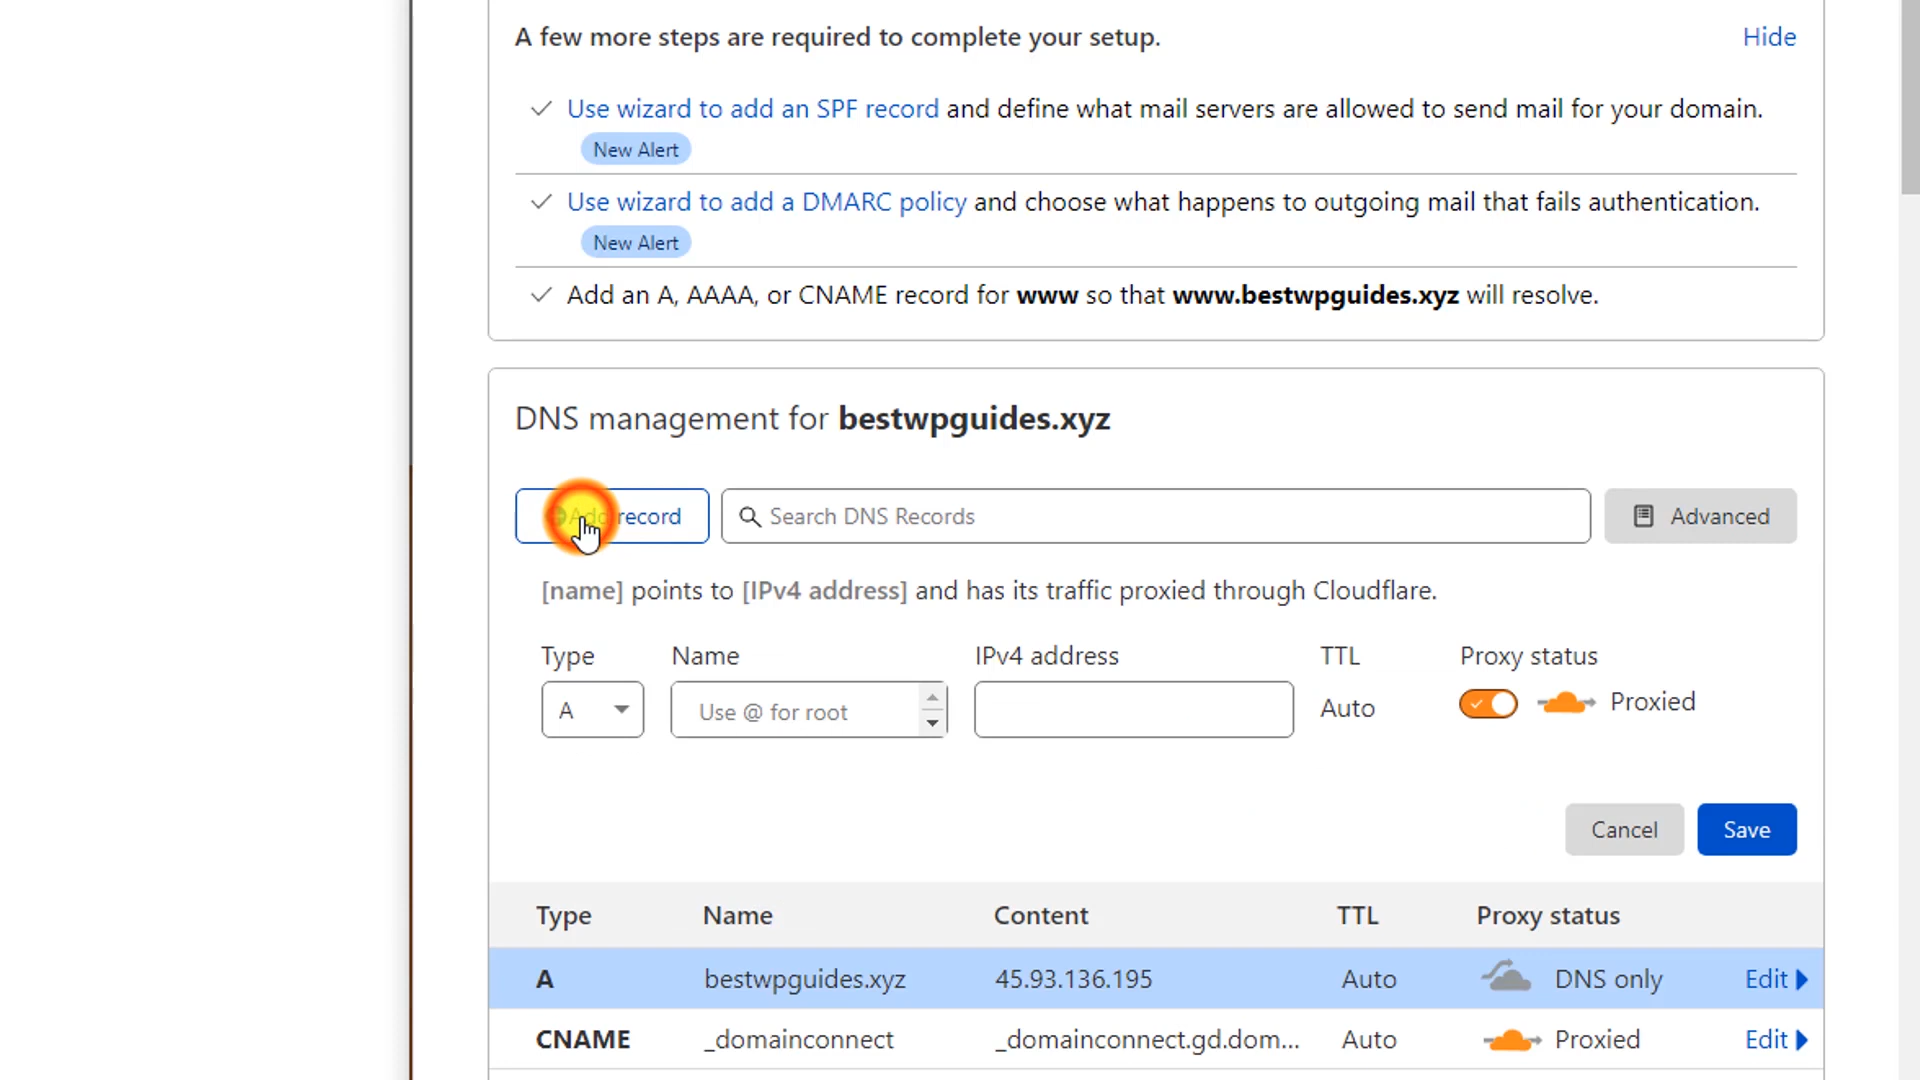 A few more steps are required to complete your setup. Hide
Use wizard to add an SPF record and define what mail servers are allowed to send mail for your domain.
New Alert
Use wizard to add a DMARC policy and choose what happens to outgoing mail that fails authentication.
New Alert
Add an A, AAAA, or CNAME record for www so that www.bestwpguides.xyz will resolve.
DNS management for bestwpguides.xyz
Add record Search DNS Records Advanced
[name] points to [IPv4 address] and has its traffic proxied through Cloudflare.
Type Name IPv4 address TTL Proxy status
A Use @ for root Auto Proxied
Cancel Save
Type Name Content TTL Proxy status
A bestwpguides.xyz 45.93.136.195 Auto DNS only Edit
CNAME _domainconnect _domainconnect.gd.dom... Auto Proxied Edit